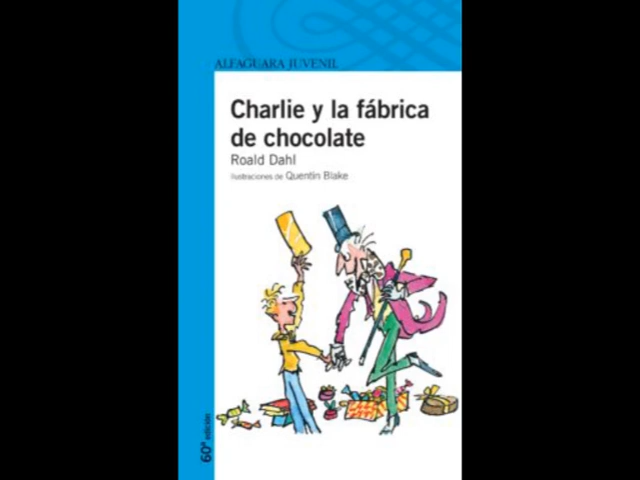 ALFAGUARA JUVENIL
Charlie y la fábrica
de chocolate
Roald Dahl
Ilustraciones de Quentin Blake
60ª edición